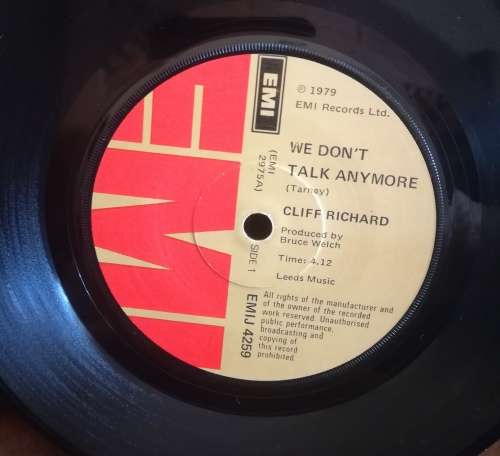 EMI
EMI
℗ 1979
EMI Records Ltd.
WE DON'T
TALK ANYMORE
(Tarney)
CLIFF RICHARD
Produced by
Bruce Welch
Time: 4.12
Leeds Music
(EMI
2975A)
SIDE 1
EMIJ 4259
All rights of the manufacturer and
of the owner of the recorded
work reserved. Unauthorised
public performance,
broadcasting and
copying of
this record
prohibited.